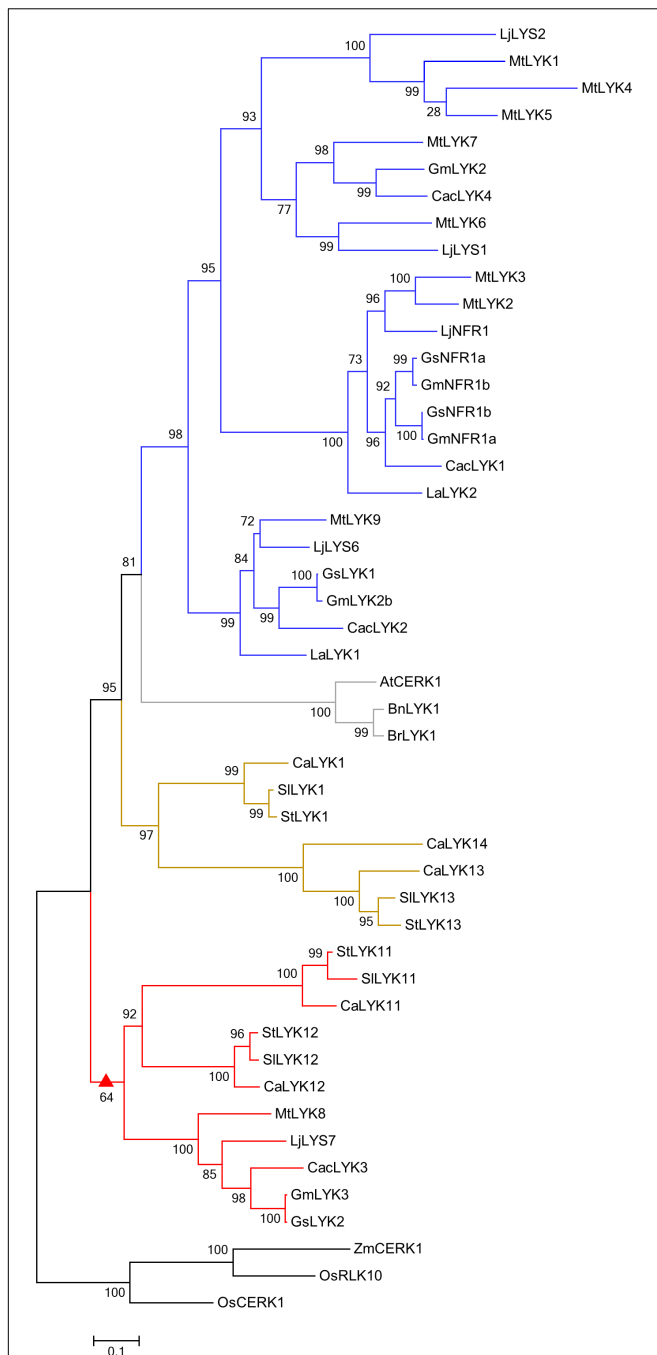 LjLYS2
100
MtLYK1
99
MtLYK4
28
MtLYK5
93
MtLYK7
98
GmLYK2
99
CacLYK4
77
MtLYK6
99
LjLYS1
95
MtLYK3
100
MtLYK2
96
LjNFR1
73
GsNFR1a
99
GmNFR1b
92
GsNFR1b
100
GmNFR1a
96
CacLYK1
100
LaLYK2
98
MtLYK9
72
LjLYS6
84
GsLYK1
100
GmLYK2b
99
CacLYK2
99
LaLYK1
81
AtCERK1
100
BnLYK1
99
BrLYK1
95
CaLYK1
99
SlLYK1
99
StLYK1
97
CaLYK14
100
CaLYK13
100
SlLYK13
95
StLYK13
StLYK11
99
SlLYK11
100
CaLYK11
92
StLYK12
96
SlLYK12
100
CaLYK12
64
MtLYK8
100
LjLYS7
85
CacLYK3
98
GmLYK3
100
GsLYK2
ZmCERK1
100
OsRLK10
100
OsCERK1
0.1